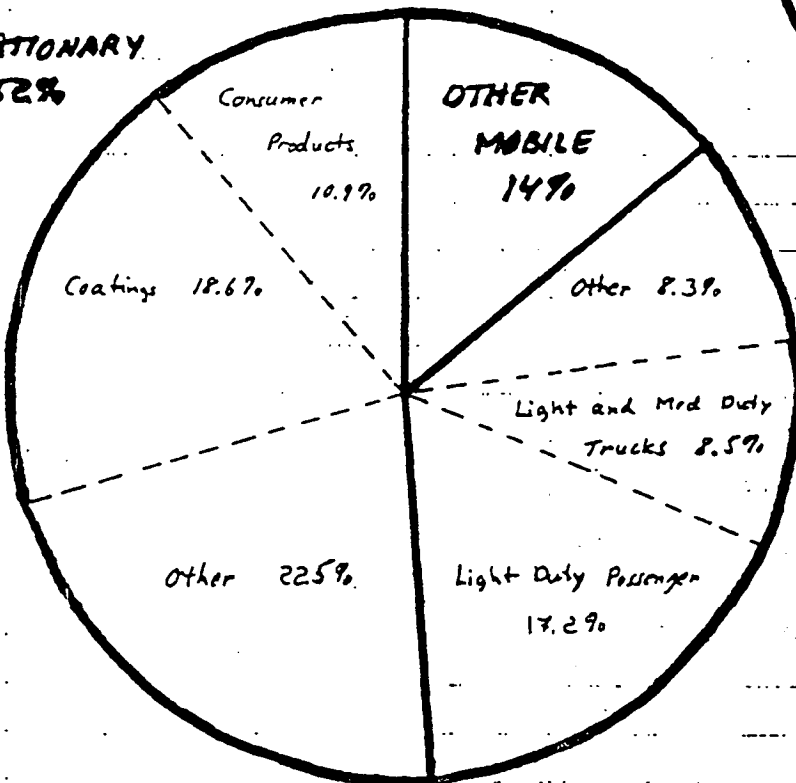 52%
Consumer
Products
10.9%
OTHER
MOBILE
14%
Coatings 18.6%
Other 8.3%
Light and Med Duty
Trucks 8.5%
Other 22.5%
Light Duty Passenger
17.2%